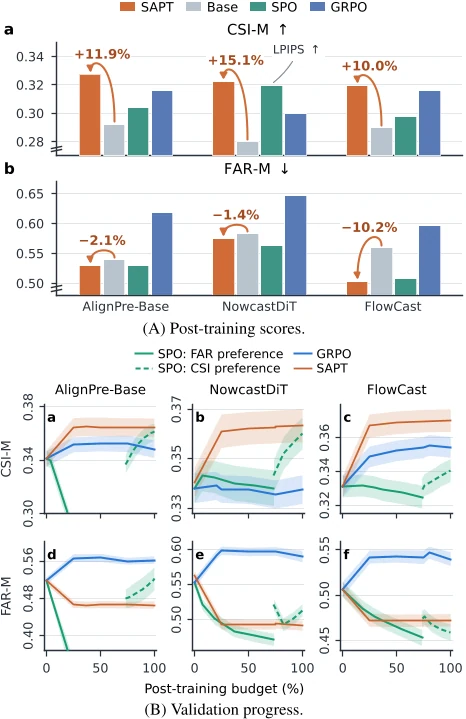 SAPT Base SPO GRPO
a CSI-M ↑
LPIPS ↑
0.34
0.32
0.30
0.28
+11.9%
+15.1%
+10.0%
b FAR-M ↓
0.65
0.60
0.55
0.50
−2.1%
−1.4%
−10.2%
AlignPre-Base NowcastDiT FlowCast
(A) Post-training scores.
SPO: FAR preference GRPO
SPO: CSI preference SAPT
AlignPre-Base NowcastDiT FlowCast
CSI-M
a
0.38
0.34
0.30
b
0.37
0.35
0.33
c
0.36
0.34
0.32
FAR-M
d
0.56
0.48
0.40
e
0.60
0.55
0.50
f
0.55
0.50
0.45
0 50 100 0 50 100 0 50 100
Post-training budget (%)
(B) Validation progress.